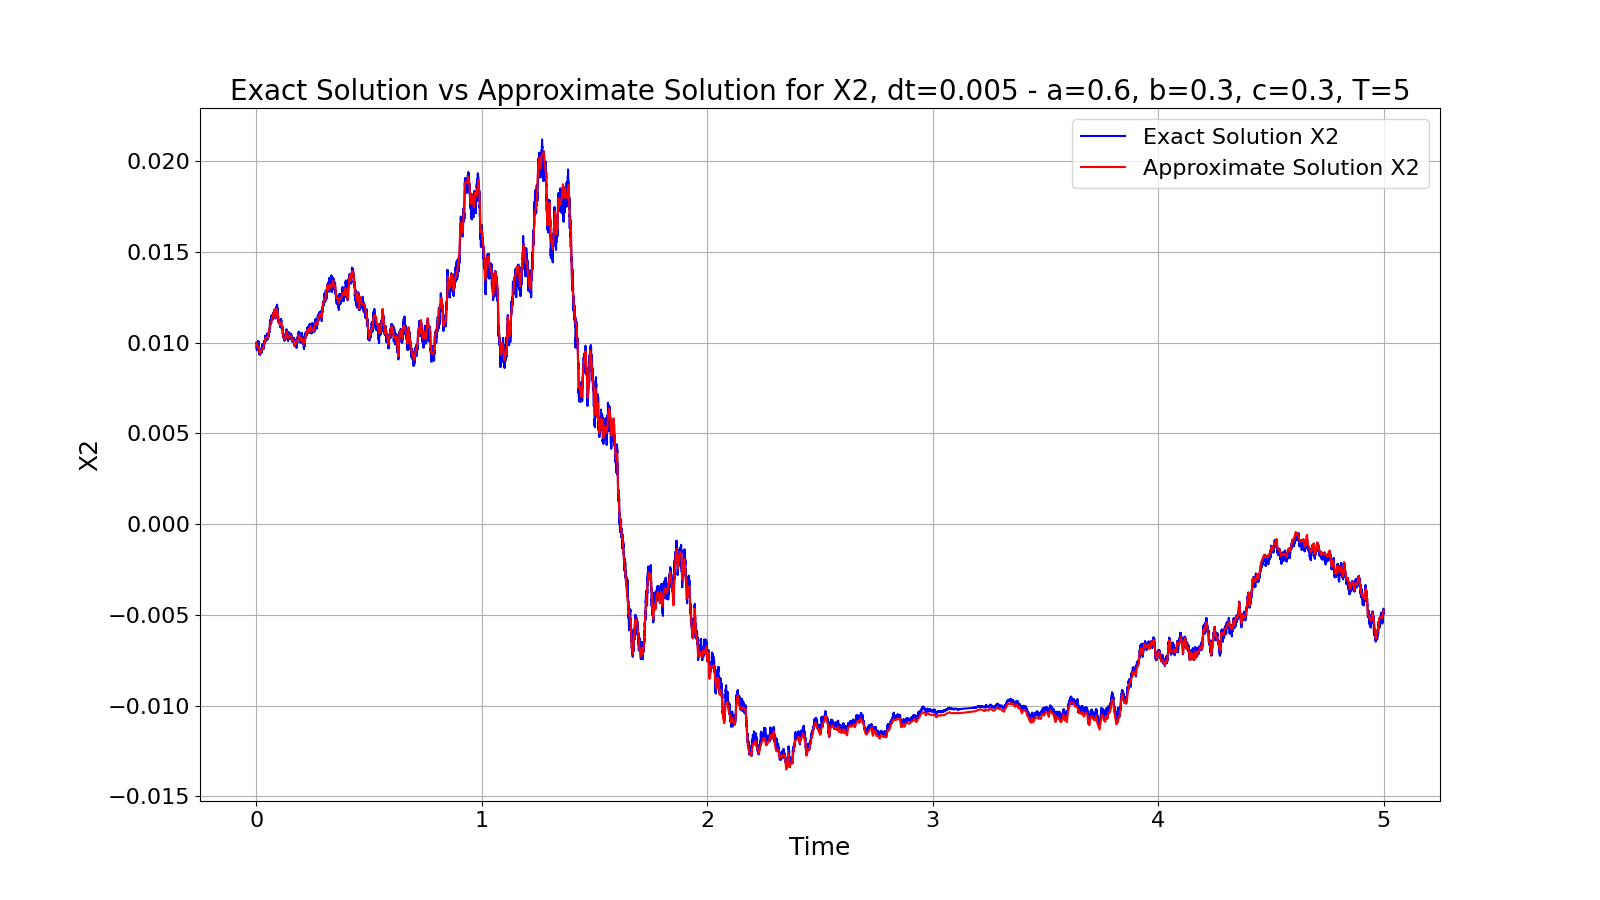 Exact Solution vs Approximate Solution for X2, dt=0.005 - a=0.6, b=0.3, c=0.3, T=5
Exact Solution X2
Approximate Solution X2
0.020
0.015
0.010
0.005
0.000
−0.005
−0.010
−0.015
X2
0 1 2 3 4 5
Time